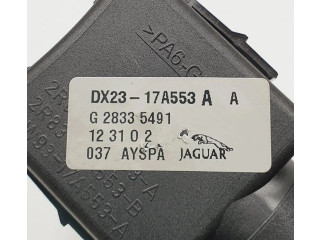 >PA6-G
DX23-17A553 A A
G 2833 5491
12 31 0 2
037 AYSPA JAGUAR